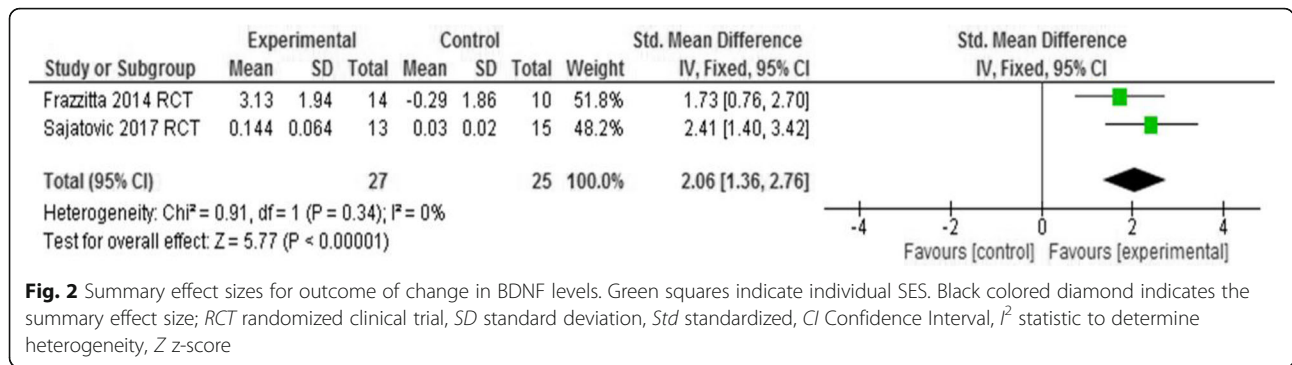 Experimental Control Std. Mean Difference Std. Mean Difference
Study or Subgroup Mean SD Total Mean SD Total Weight IV, Fixed, 95% CI IV, Fixed, 95% CI
Frazzitta 2014 RCT 3.13 1.94 14 -0.29 1.86 10 51.8% 1.73 [0.76, 2.70]
Sajatovic 2017 RCT 0.144 0.064 13 0.03 0.02 15 48.2% 2.41 [1.40, 3.42]
Total (95% CI) 27 25 100.0% 2.06 [1.36, 2.76]
Heterogeneity: Chi² = 0.91, df = 1 (P = 0.34); I² = 0%
Test for overall effect: Z = 5.77 (P < 0.00001)
-4 -2 0 2 4
Favours [control] Favours [experimental]
Fig. 2 Summary effect sizes for outcome of change in BDNF levels. Green squares indicate individual SES. Black colored diamond indicates the
summary effect size; RCT randomized clinical trial, SD standard deviation, Std standardized, CI Confidence Interval, I² statistic to determine
heterogeneity, Z z-score